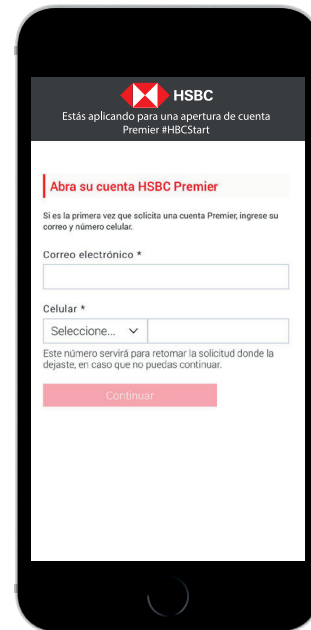 HSBC
Estás aplicando para una apertura de cuenta
Premier #HBCStart
Abra su cuenta HSBC Premier
Si es la primera vez que solicita una cuenta Premier, ingrese su
correo y número celular.
Correo electrónico *
Celular *
Seleccione...
Este número servirá para retomar la solicitud donde la
dejaste, en caso que no puedas continuar.
Continuar